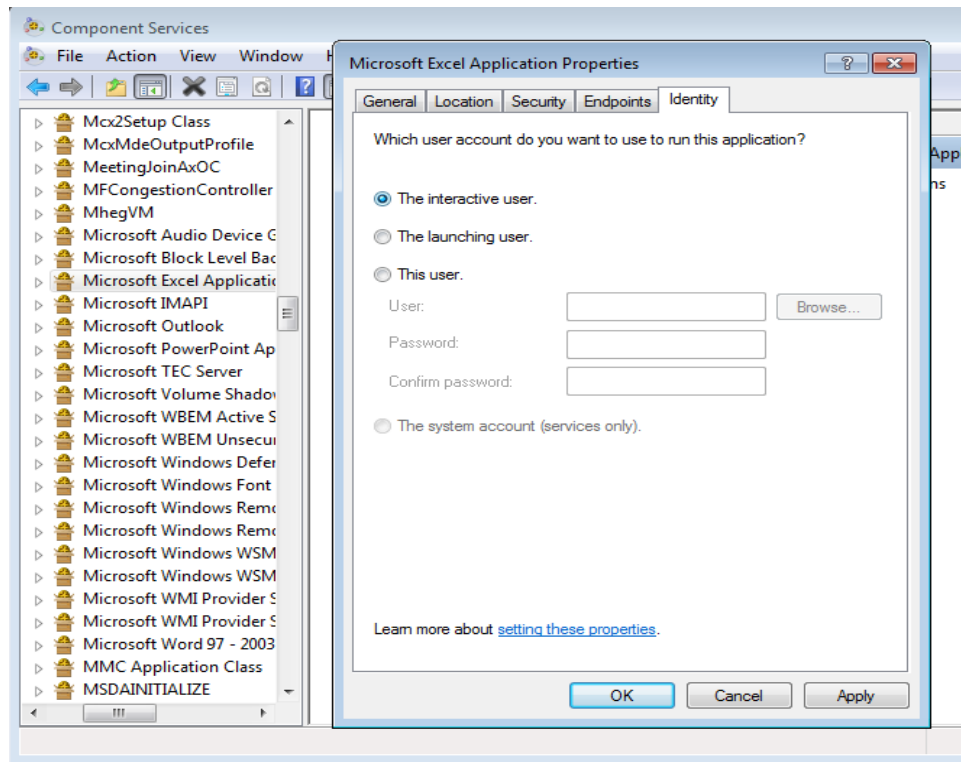 Component Services
File Action View Window H
Mcx2Setup Class
McxMdeOutputProfile
MeetingJoinAxOC
MFCongestionController
MhegVM
Microsoft Audio Device G
Microsoft Block Level Bac
Microsoft Excel Applicatio
Microsoft IMAPI
Microsoft Outlook
Microsoft PowerPoint Ap
Microsoft TEC Server
Microsoft Volume Shadov
Microsoft WBEM Active S
Microsoft WBEM Unsecur
Microsoft Windows Defer
Microsoft Windows Font
Microsoft Windows Remo
Microsoft Windows Remo
Microsoft Windows WSM
Microsoft Windows WSM
Microsoft WMI Provider S
Microsoft WMI Provider S
Microsoft Word 97 - 2003
MMC Application Class
MSDAINITIALIZE
Microsoft Excel Application Properties
General Location Security Endpoints Identity
Which user account do you want to use to run this application?
The interactive user.
The launching user.
This user.
User:
Browse...
Password:
Confirm password:
The system account (services only).
Learn more about setting these properties.
OK Cancel Apply
App
ns